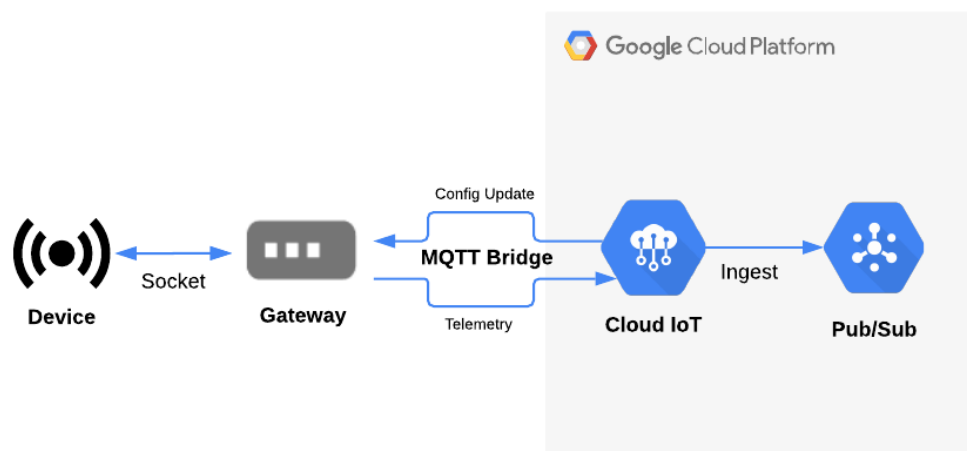 Google Cloud Platform
Config Update
MQTT Bridge
Socket
Ingest
Device
Gateway
Telemetry
Cloud IoT
Pub/Sub